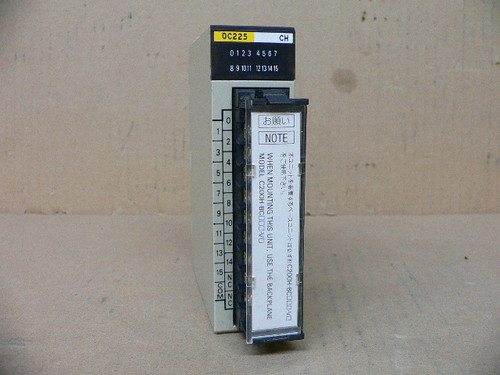 OC225 CH
0 1 2 3 4 5 6 7
8 9 10 11 12 13 14 15
0
1
2
3
4
5
6
7
8
9
10
11
12
13
14
15
NC
COM
NC
お願い
NOTE
WHEN MOUNTING THIS UNIT, USE THE BACKPLANE
MODEL C200H-BC□□□-V□